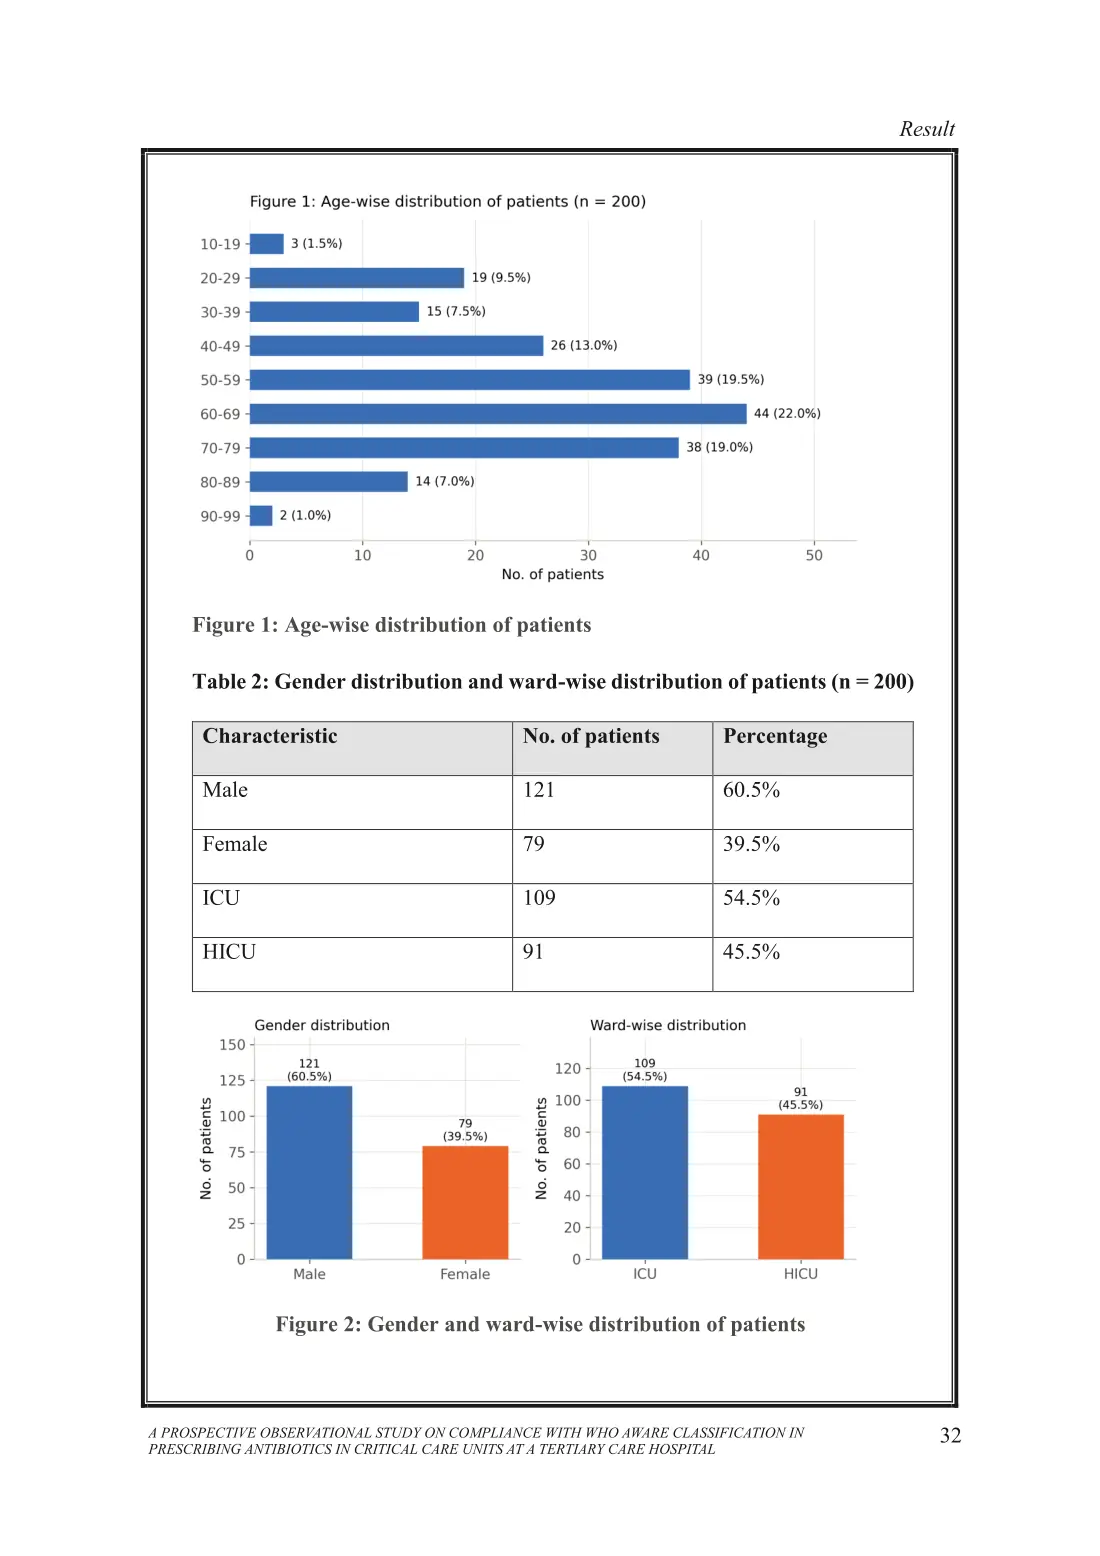 Result
Figure 1: Age-wise distribution of patients (n = 200)
10-19 3 (1.5%)
20-29 19 (9.5%)
30-39 15 (7.5%)
40-49 26 (13.0%)
50-59 39 (19.5%)
60-69 44 (22.0%)
70-79 38 (19.0%)
80-89 14 (7.0%)
90-99 2 (1.0%)
0 10 20 30 40 50
No. of patients
Figure 1: Age-wise distribution of patients
Table 2: Gender distribution and ward-wise distribution of patients (n = 200)
Characteristic No. of patients Percentage
Male 121 60.5%
Female 79 39.5%
ICU 109 54.5%
HICU 91 45.5%
Gender distribution
No. of patients
150
125
100
75
50
25
0
121
(60.5%)
79
(39.5%)
Male Female
Ward-wise distribution
No. of patients
120
100
80
60
40
20
0
109
(54.5%)
91
(45.5%)
ICU HICU
Figure 2: Gender and ward-wise distribution of patients
A PROSPECTIVE OBSERVATIONAL STUDY ON COMPLIANCE WITH WHO AWARE CLASSIFICATION IN
PRESCRIBING ANTIBIOTICS IN CRITICAL CARE UNITS AT A TERTIARY CARE HOSPITAL
32